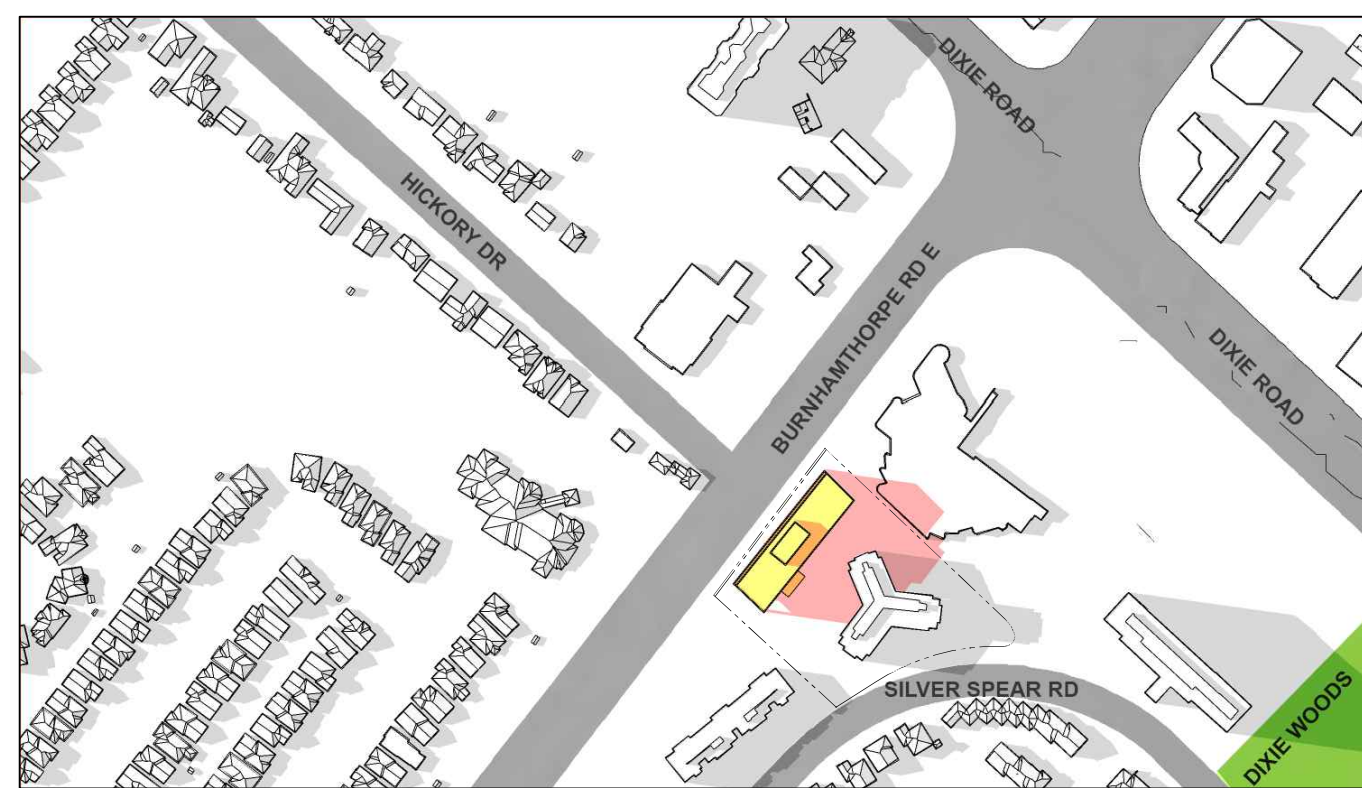 DIXIE ROAD
HICKORY DR
BURNHAMTHORPE RD E
DIXIE ROAD
SILVER SPEAR RD
DIXIE WOODS